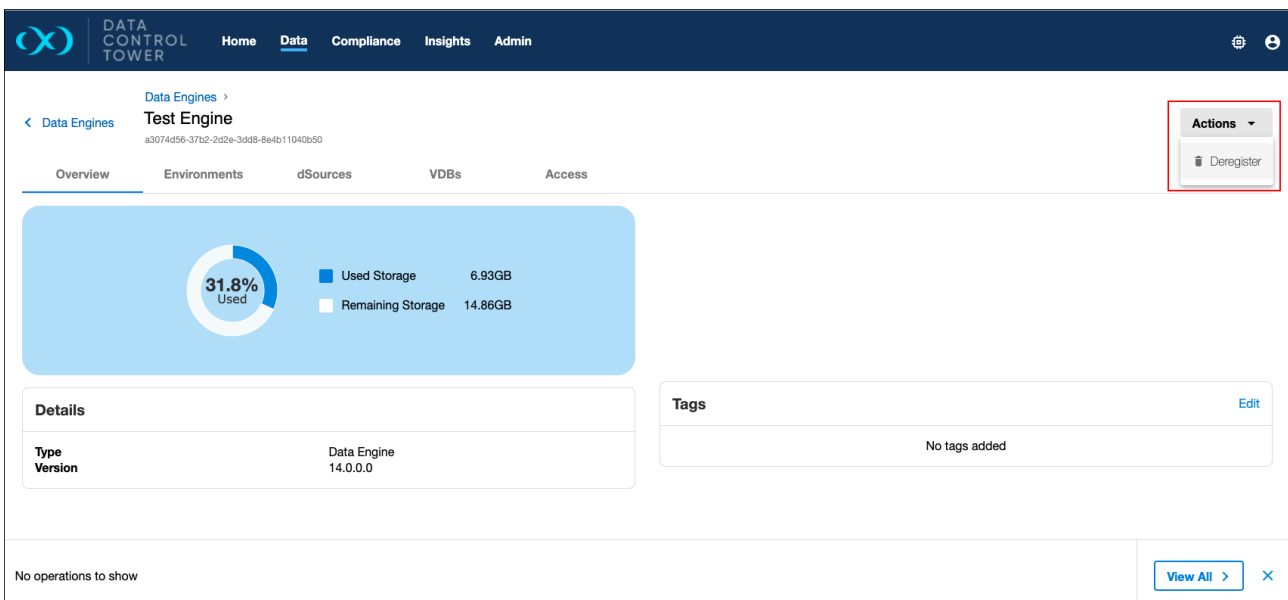 DATA
CONTROL
TOWER
Home Data Compliance Insights Admin
Data Engines >
< Data Engines
Test Engine
a3074d56-37b2-2d2e-3dd8-8e4b11040b50
Actions
Deregister
Overview Environments dSources VDBs Access
31.8%
Used
Used Storage 6.93GB
Remaining Storage 14.86GB
Details
Type Data Engine
Version 14.0.0.0
Tags Edit
No tags added
No operations to show
View All >